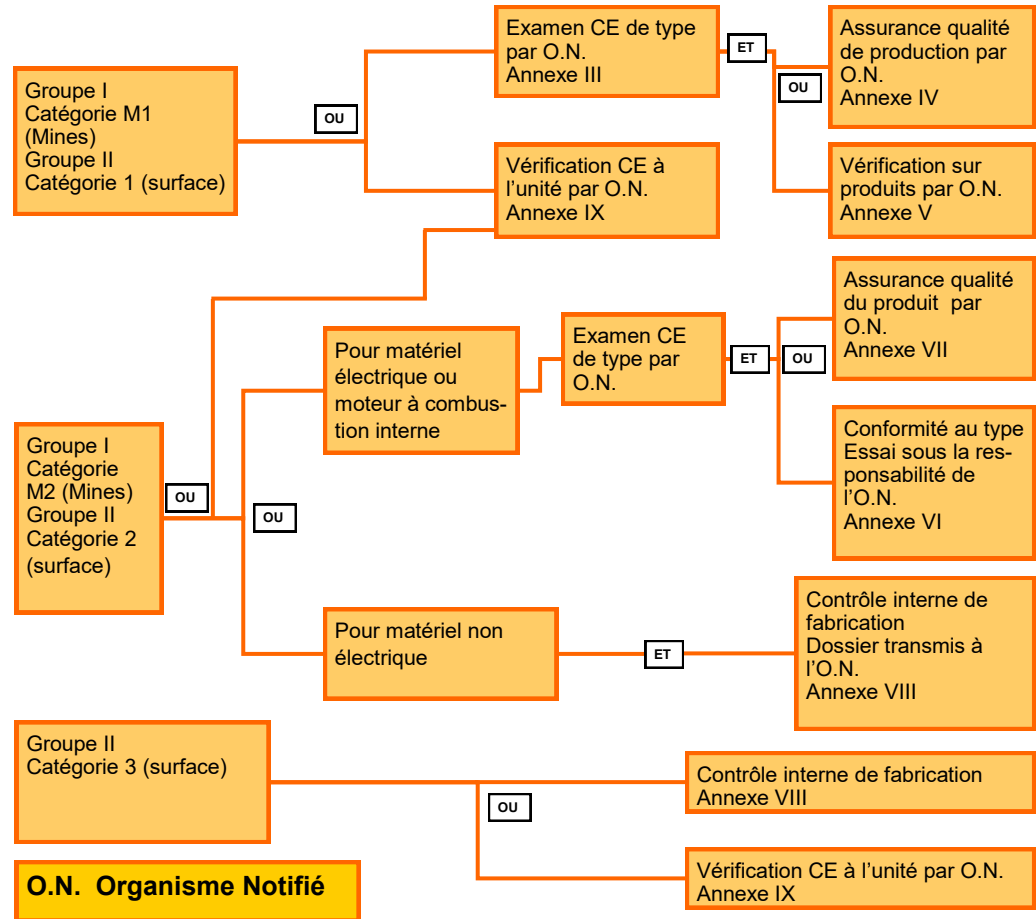 Groupe I
Catégorie M1
(Mines)
Groupe II
Catégorie 1 (surface)
OU
Examen CE de type
par O.N.
Annexe III
ET
OU
Assurance qualité
de production par
O.N.
Annexe IV
Vérification sur
produits par O.N.
Annexe V
Vérification CE à
l’unité par O.N.
Annexe IX
Groupe I
Catégorie
M2 (Mines)
Groupe II
Catégorie 2
(surface)
OU
OU
Pour matériel
électrique ou
moteur à combus-
tion interne
Examen CE
de type par
O.N.
ET
OU
Assurance qualité
du produit par
O.N.
Annexe VII
Conformité au type
Essai sous la res-
ponsabilité de
l’O.N.
Annexe VI
Pour matériel non
électrique
ET
Contrôle interne de
fabrication
Dossier transmis à
l’O.N.
Annexe VIII
Groupe II
Catégorie 3 (surface)
OU
Contrôle interne de fabrication
Annexe VIII
Vérification CE à l’unité par O.N.
Annexe IX
O.N. Organisme Notifié